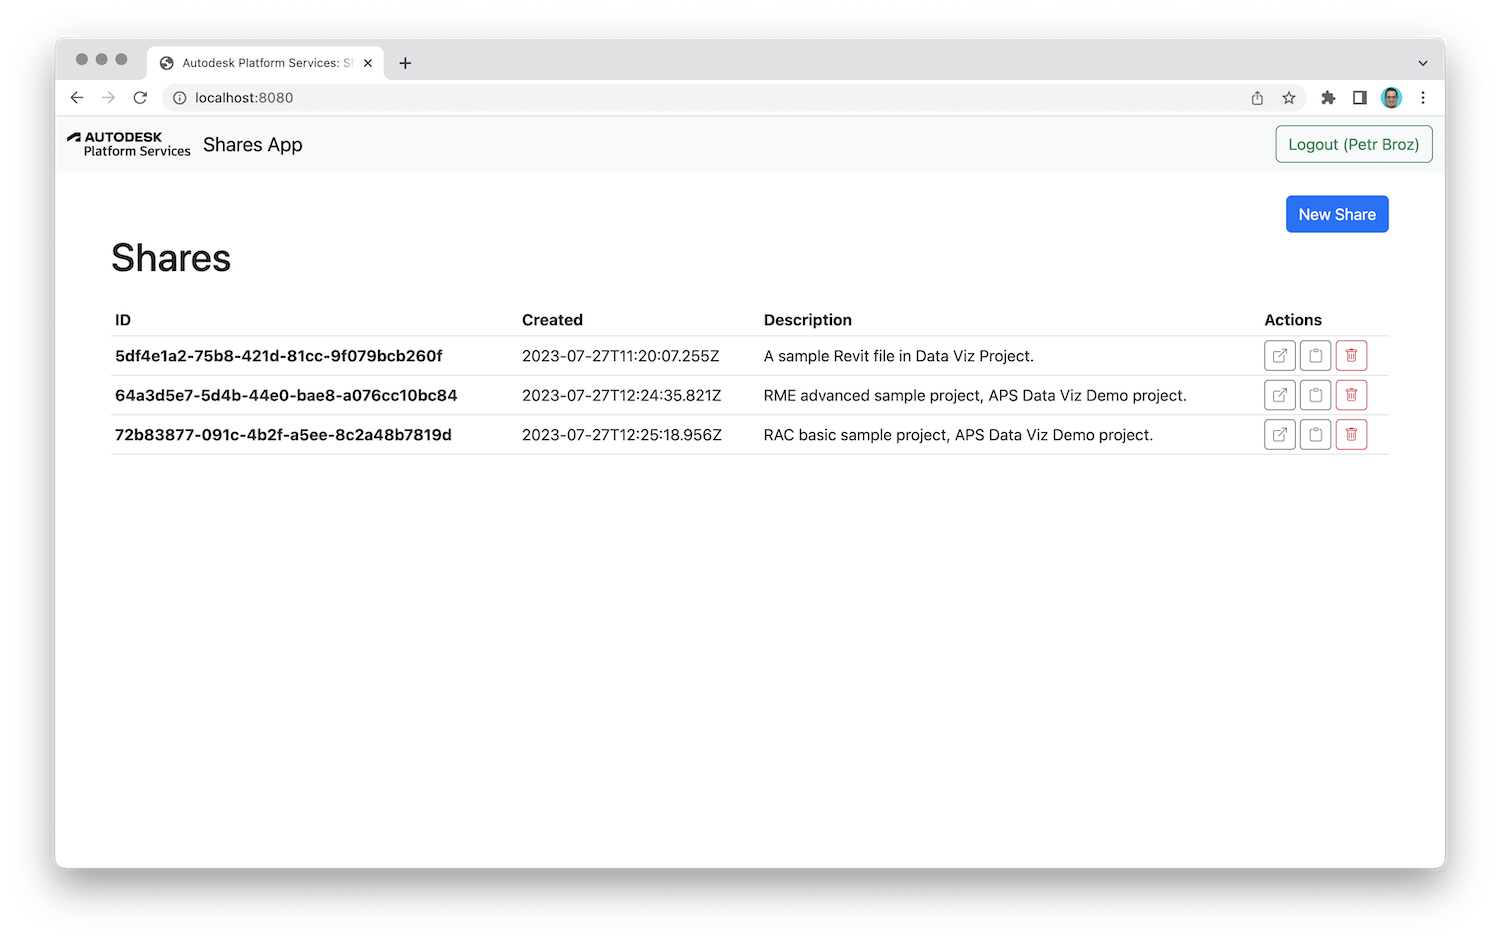 Autodesk Platform Services: S
localhost:8080
AUTODESK
Platform Services
Shares App
Logout (Petr Broz)
New Share
Shares
ID Created Description Actions
5df4e1a2-75b8-421d-81cc-9f079bcb260f 2023-07-27T11:20:07.255Z A sample Revit file in Data Viz Project.
64a3d5e7-5d4b-44e0-bae8-a076cc10bc84 2023-07-27T12:24:35.821Z RME advanced sample project, APS Data Viz Demo project.
72b83877-091c-4b2f-a5ee-8c2a48b7819d 2023-07-27T12:25:18.956Z RAC basic sample project, APS Data Viz Demo project.